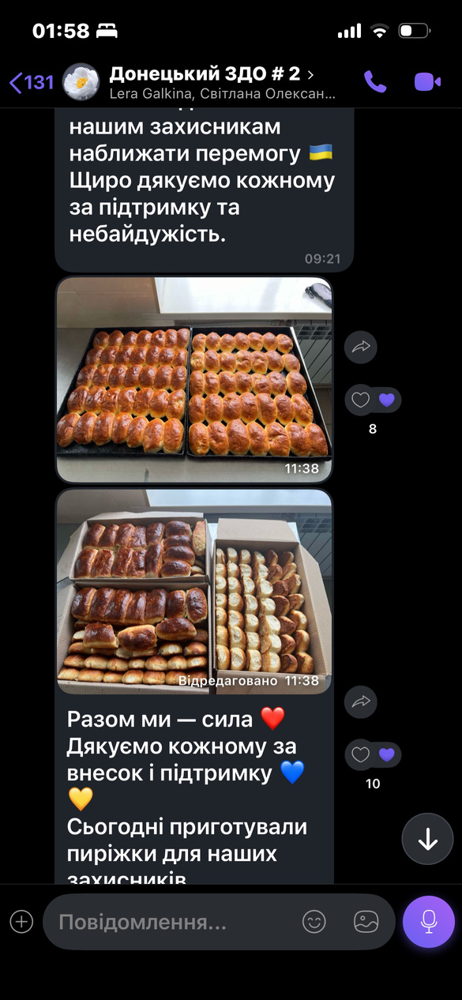 01:58
131
Донецький ЗДО # 2
Lera Galkina, Світлана Олексан...
нашим захисникам
наближати перемогу 🇺🇦
Щиро дякуємо кожному
за підтримку та
небайдужість.
09:21
11:38
8
Відредаговано 11:38
Разом ми — сила ❤️
Дякуємо кожному за
внесок і підтримку 💙
💛
Сьогодні приготували
пиріжки для наших
захисників
10
Повідомлення...